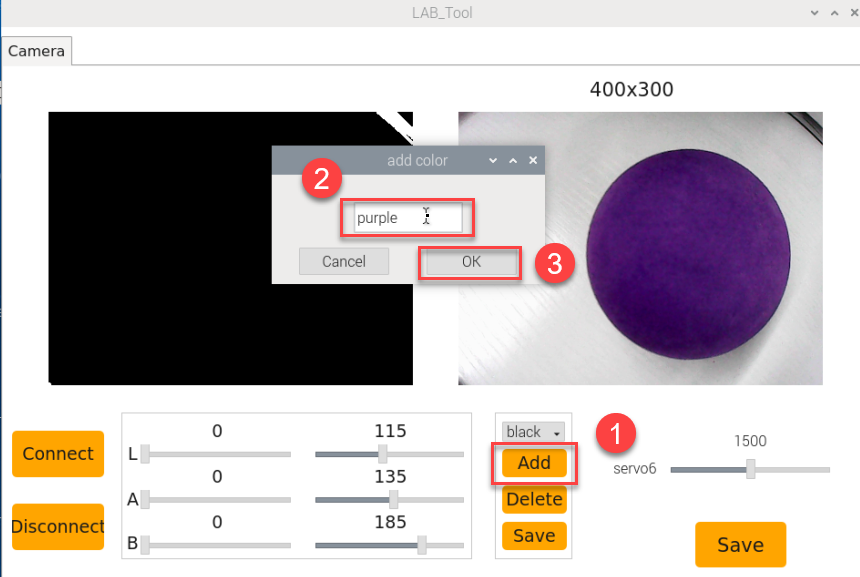 LAB_Tool
Camera
400x300
add color
2
purple
Cancel
OK
3
0
115
L
0
135
A
0
185
B
Connect
Disconnect
black
1
Add
Delete
Save
1500
servo6
Save